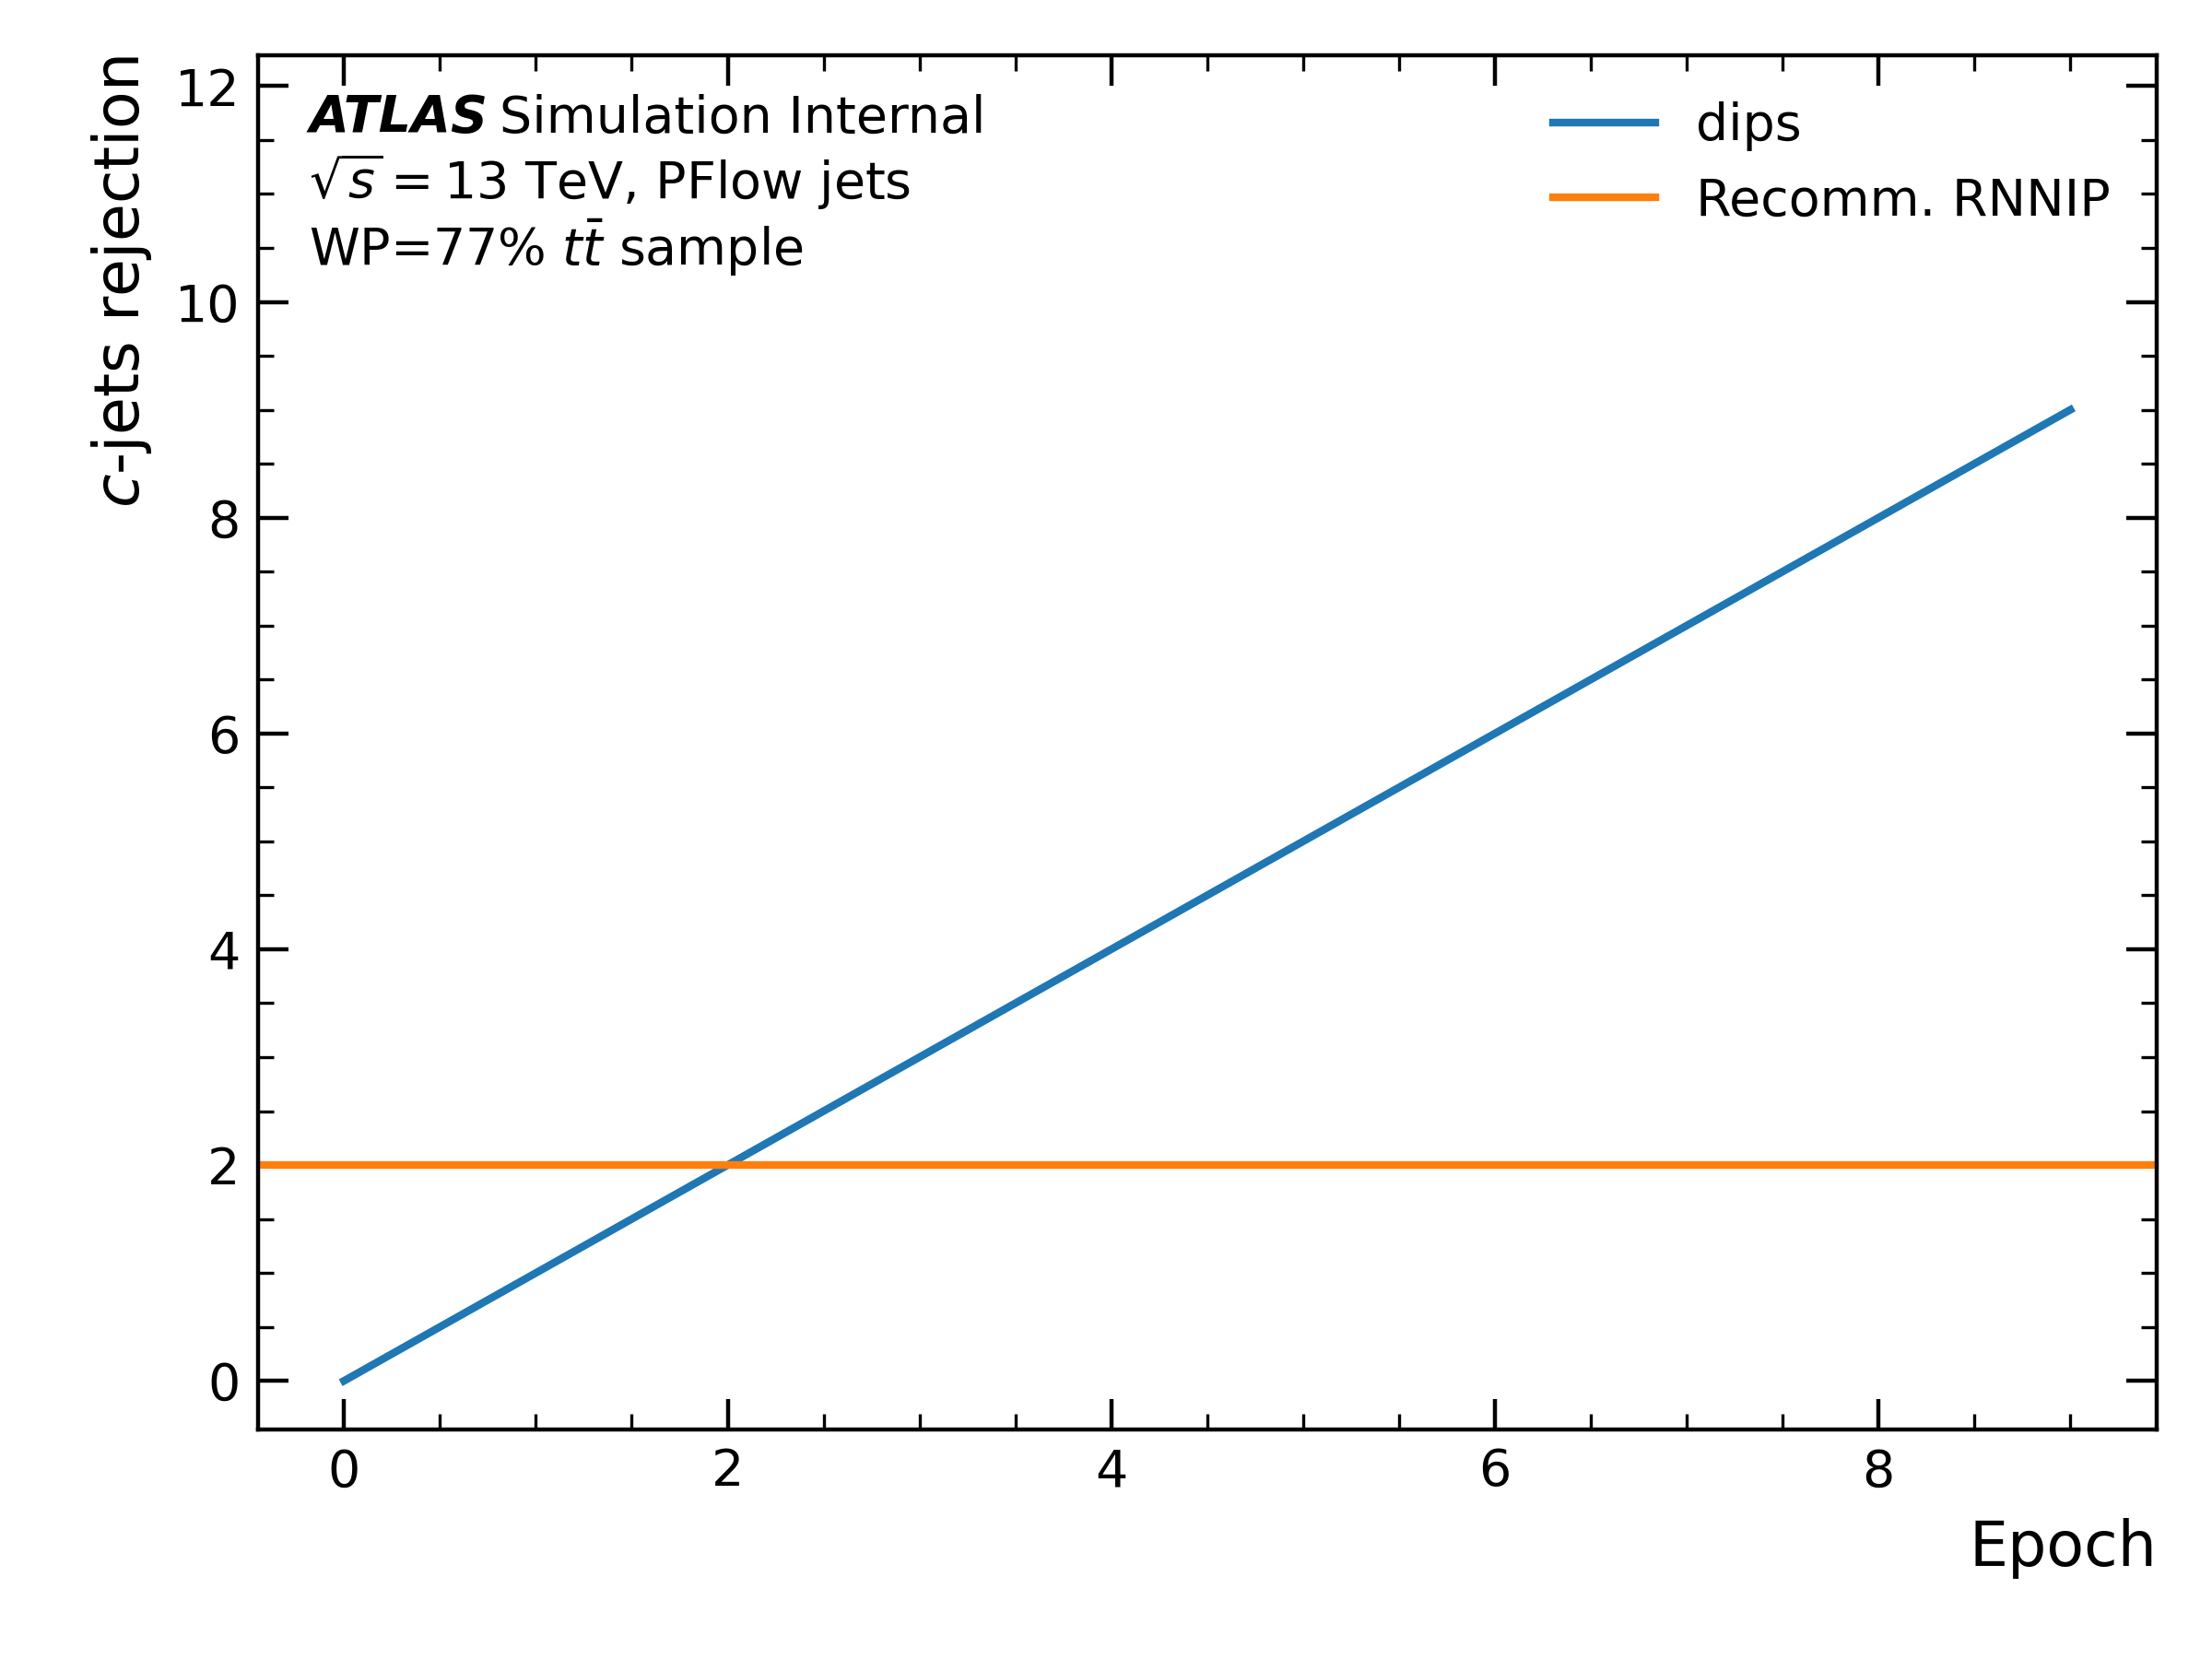 c-jets rejection
12
10
8
6
4
2
0
ATLAS Simulation Internal
√s = 13 TeV, PFlow jets
WP=77% tt̄ sample
dips
Recomm. RNNIP
0 2 4 6 8
Epoch